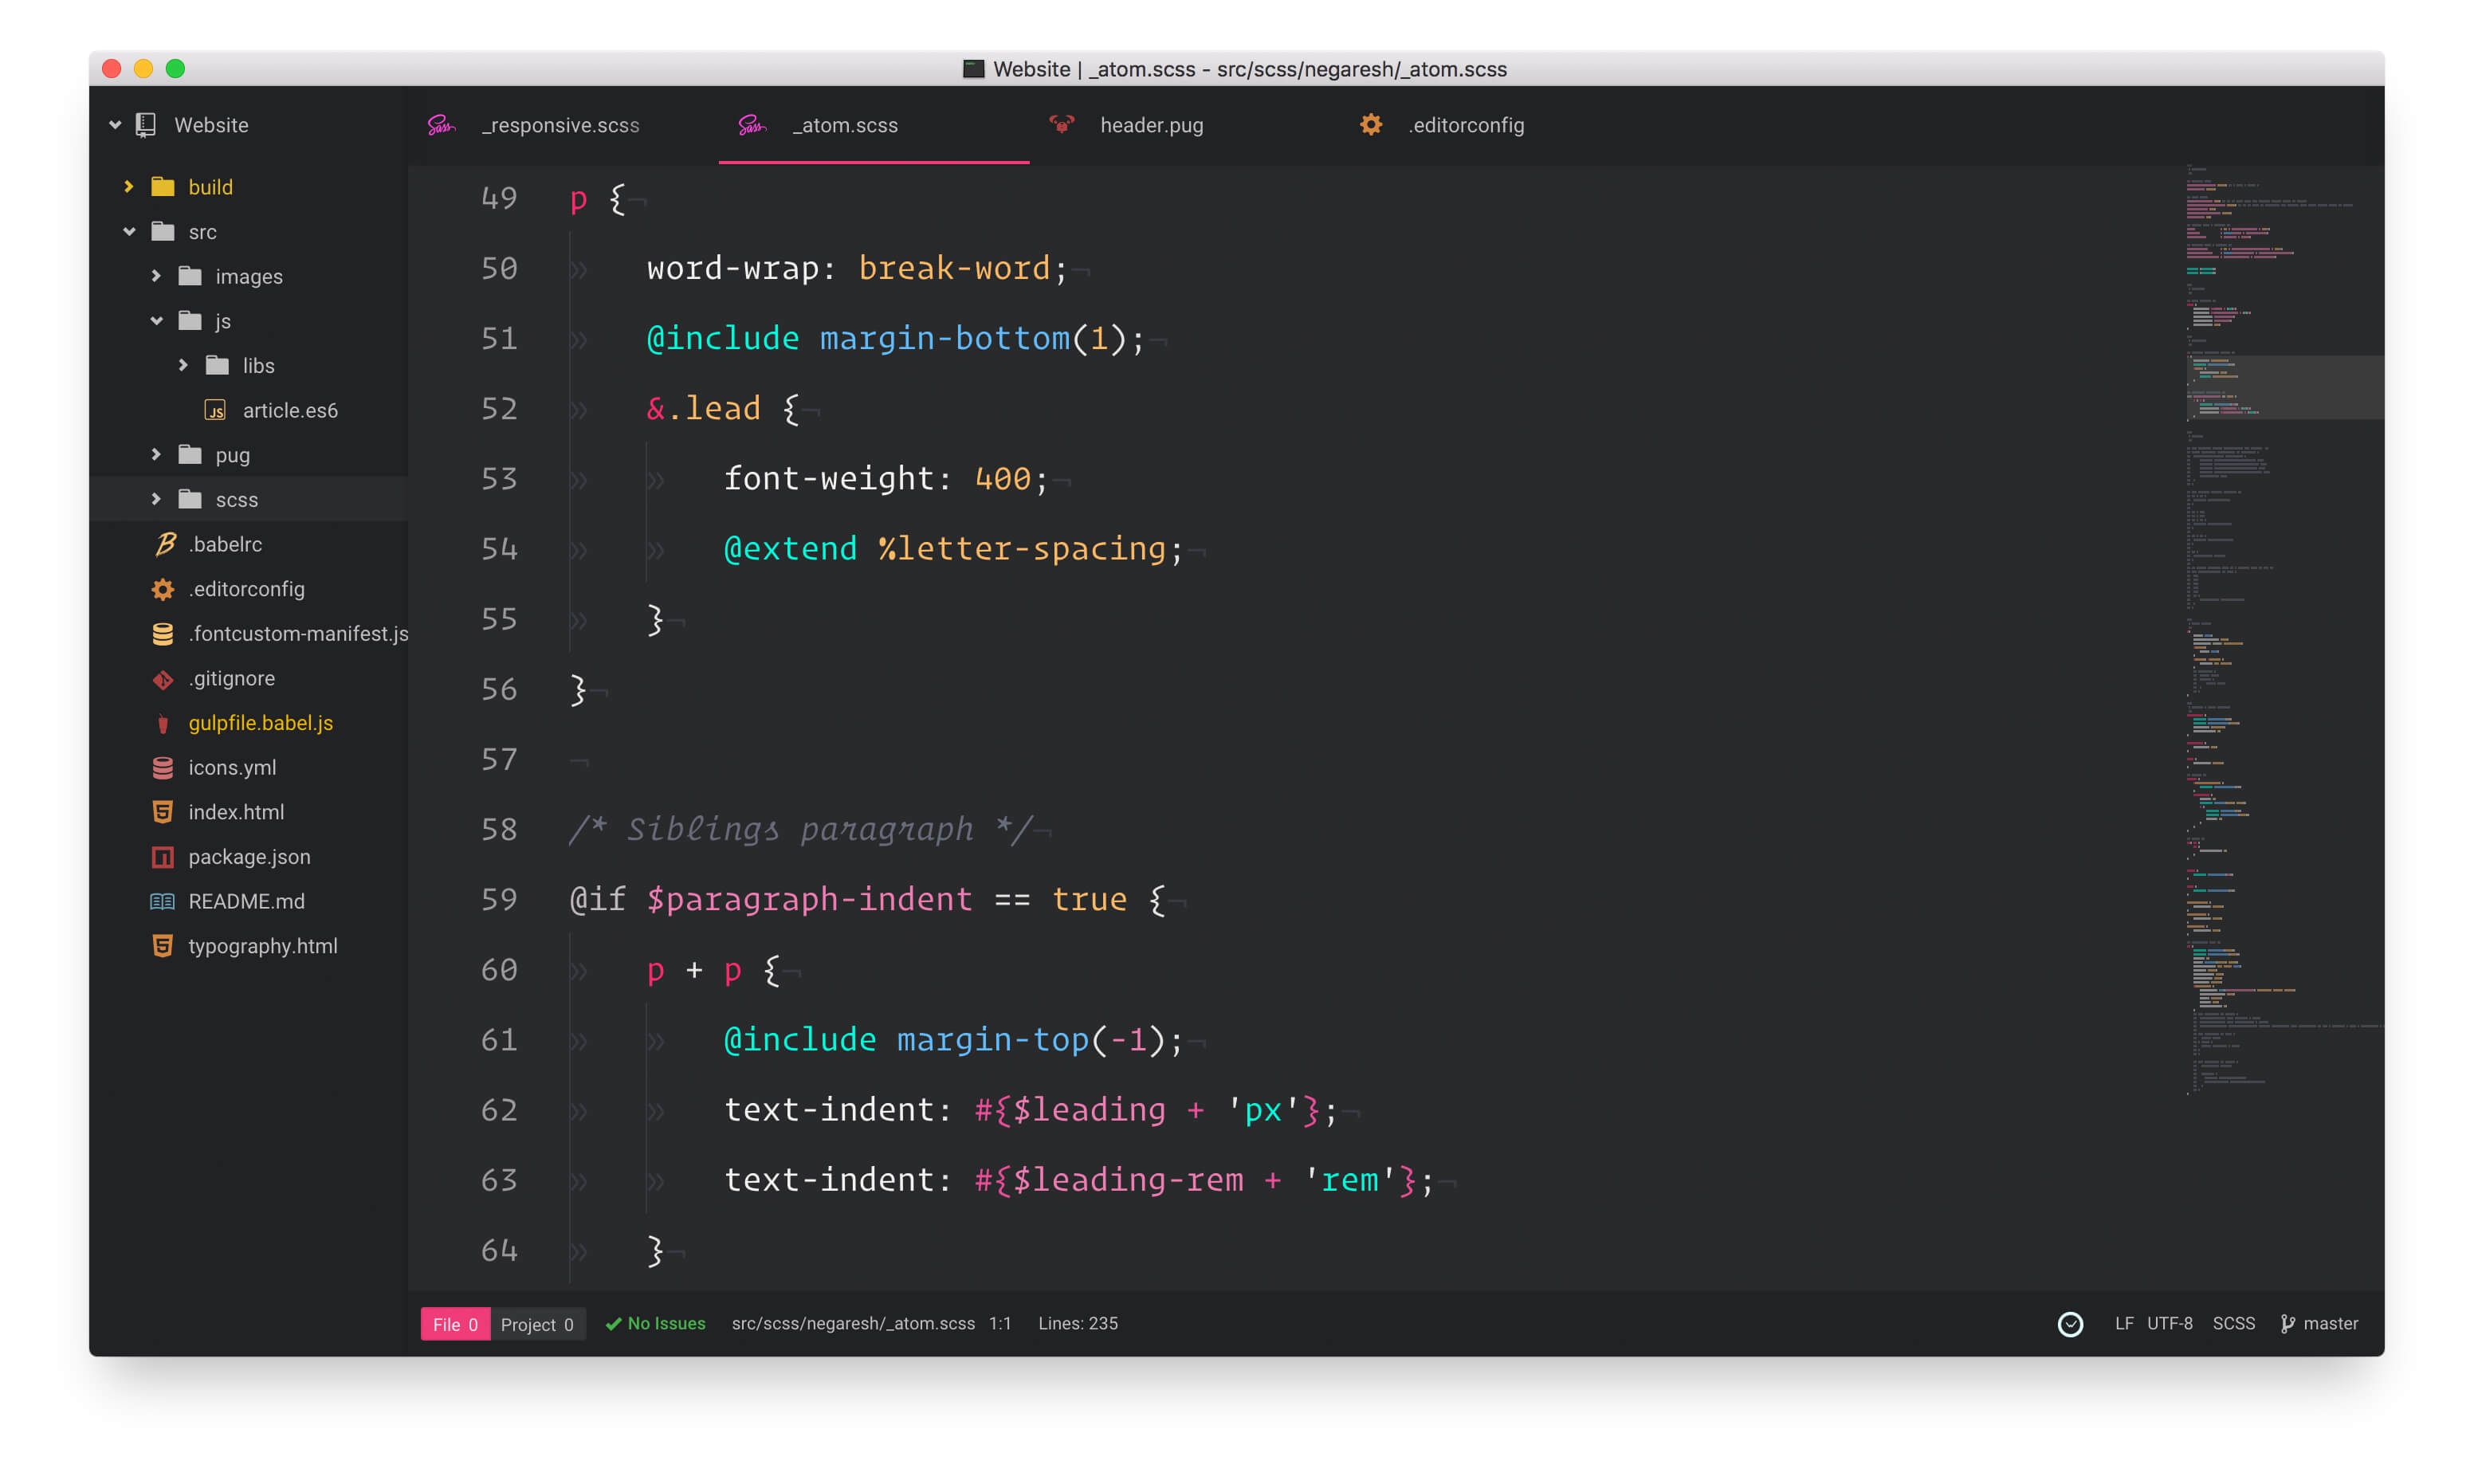 Website | _atom.scss - src/scss/negaresh/_atom.scss
Website
build
src
images
js
libs
article.es6
pug
scss
.babelrc
.editorconfig
.fontcustom-manifest.js
.gitignore
gulpfile.babel.js
icons.yml
index.html
package.json
README.md
typography.html
_responsive.scss
_atom.scss
header.pug
.editorconfig
49 p {¬
50 » word-wrap: break-word;¬
51 » @include margin-bottom(1);¬
52 » &.lead {¬
53 » » font-weight: 400;¬
54 » » @extend %letter-spacing;¬
55 » }¬
56 }¬
57 ¬
58 /* Siblings paragraph */¬
59 @if $paragraph-indent == true {¬
60 » p + p {¬
61 » » @include margin-top(-1);¬
62 » » text-indent: #{$leading + 'px'};¬
63 » » text-indent: #{$leading-rem + 'rem'};¬
64 » }¬
File 0 Project 0 No Issues src/scss/negaresh/_atom.scss 1:1 Lines: 235 LF UTF-8 SCSS master